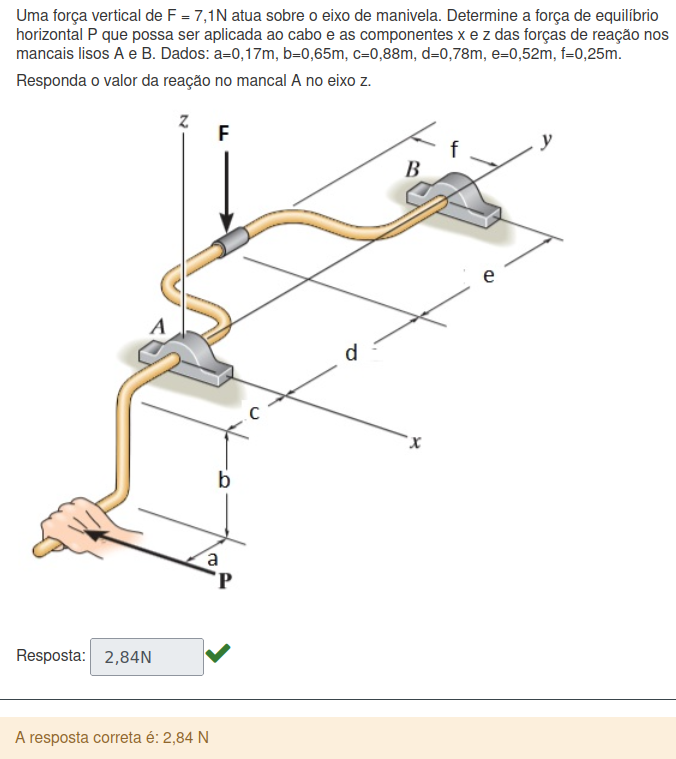 Uma força vertical de F = 7,1N atua sobre o eixo de manivela. Determine a força de equilíbrio
horizontal P que possa ser aplicada ao cabo e as componentes x e z das forças de reação nos
mancais lisos A e B. Dados: a=0,17m, b=0,65m, c=0,88m, d=0,78m, e=0,52m, f=0,25m.
Responda o valor da reação no mancal A no eixo z.
z
F
y
f
B
e
A
d
c
x
b
a
P
Resposta: 2,84N
A resposta correta é: 2,84 N